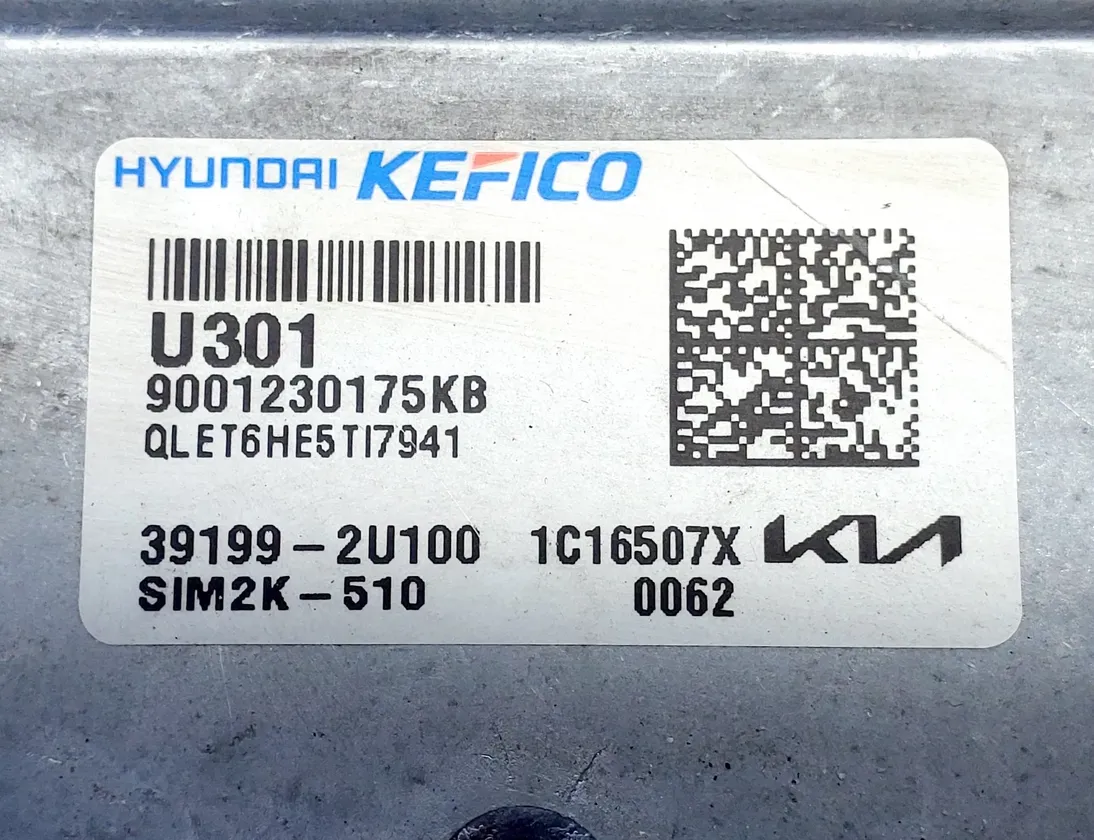 HYUNDAI KEFICO
U301
9001230175KB
QLET6HE5TI7941
39199-2U100 1C16507X KIA
SIM2K-510 0062